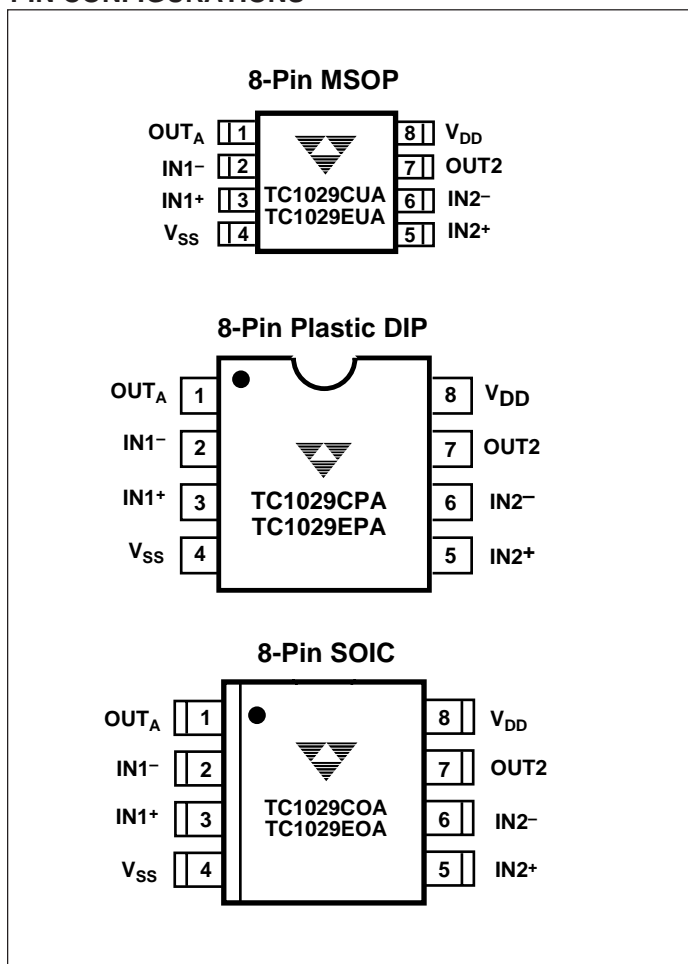 PIN CONFIGURATIONS
8-Pin MSOP
OUTA 1 8 VDD
IN1– 2 7 OUT2
IN1+ 3 TC1029CUA 6 IN2–
TC1029EUA
VSS 4 5 IN2+
8-Pin Plastic DIP
OUTA 1 8 VDD
IN1– 2 7 OUT2
IN1+ 3 TC1029CPA 6 IN2–
TC1029EPA
VSS 4 5 IN2+
8-Pin SOIC
OUTA 1 8 VDD
IN1– 2 7 OUT2
IN1+ 3 TC1029COA 6 IN2–
TC1029EOA
VSS 4 5 IN2+